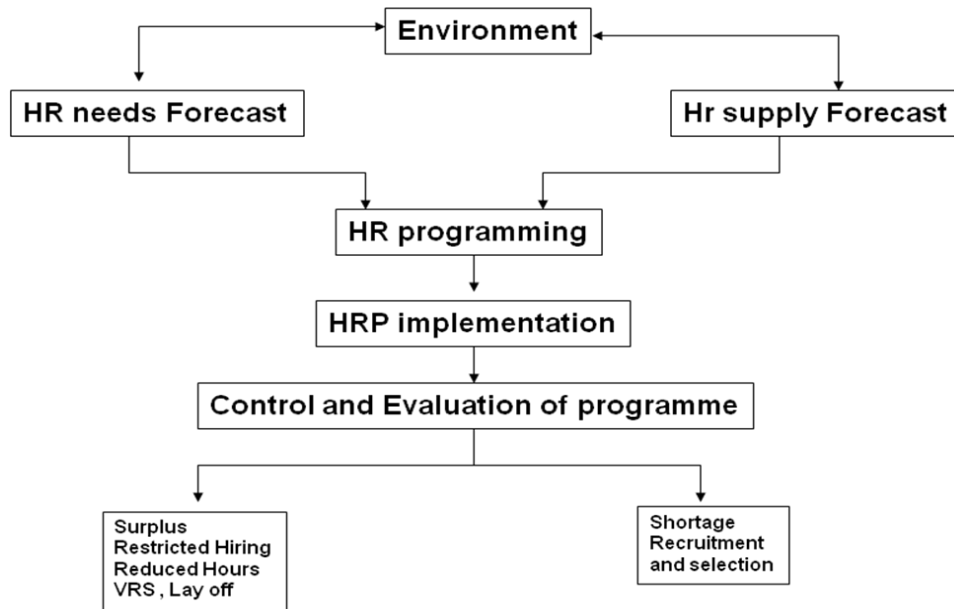 Environment
HR needs Forecast
Hr supply Forecast
HR programming
HRP implementation
Control and Evaluation of programme
Surplus
Restricted Hiring
Reduced Hours
VRS , Lay off
Shortage
Recruitment
and selection